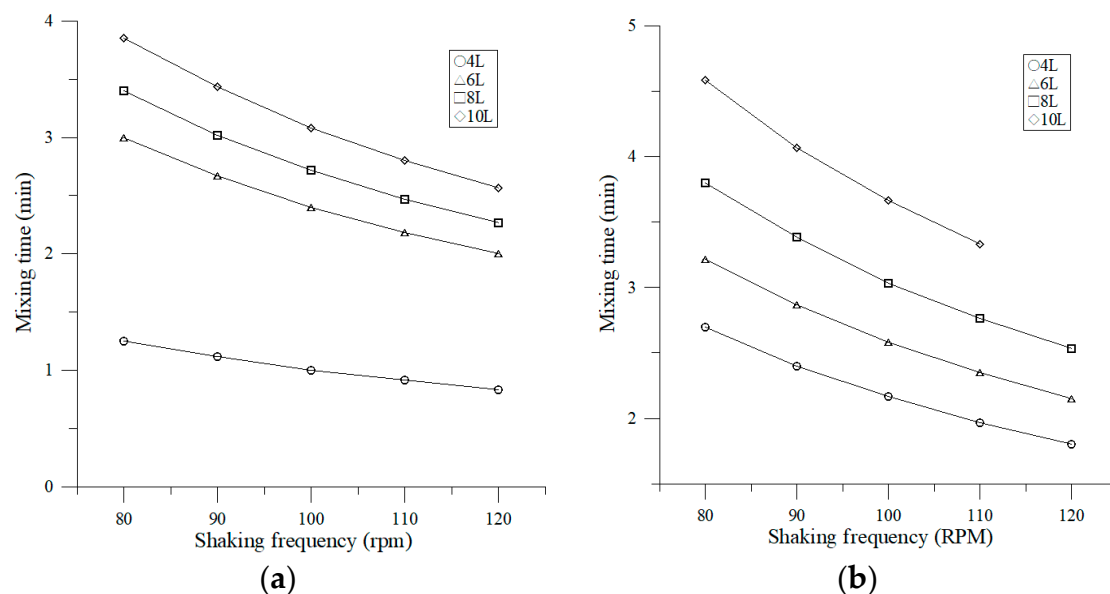 4
3
2
1
0
Mixing time (min)
4L
6L
8L
10L
80 90 100 110 120
Shaking frequency (rpm)
(a)
5
4
3
2
Mixing time (min)
4L
6L
8L
10L
80 90 100 110 120
Shaking frequency (RPM)
(b)